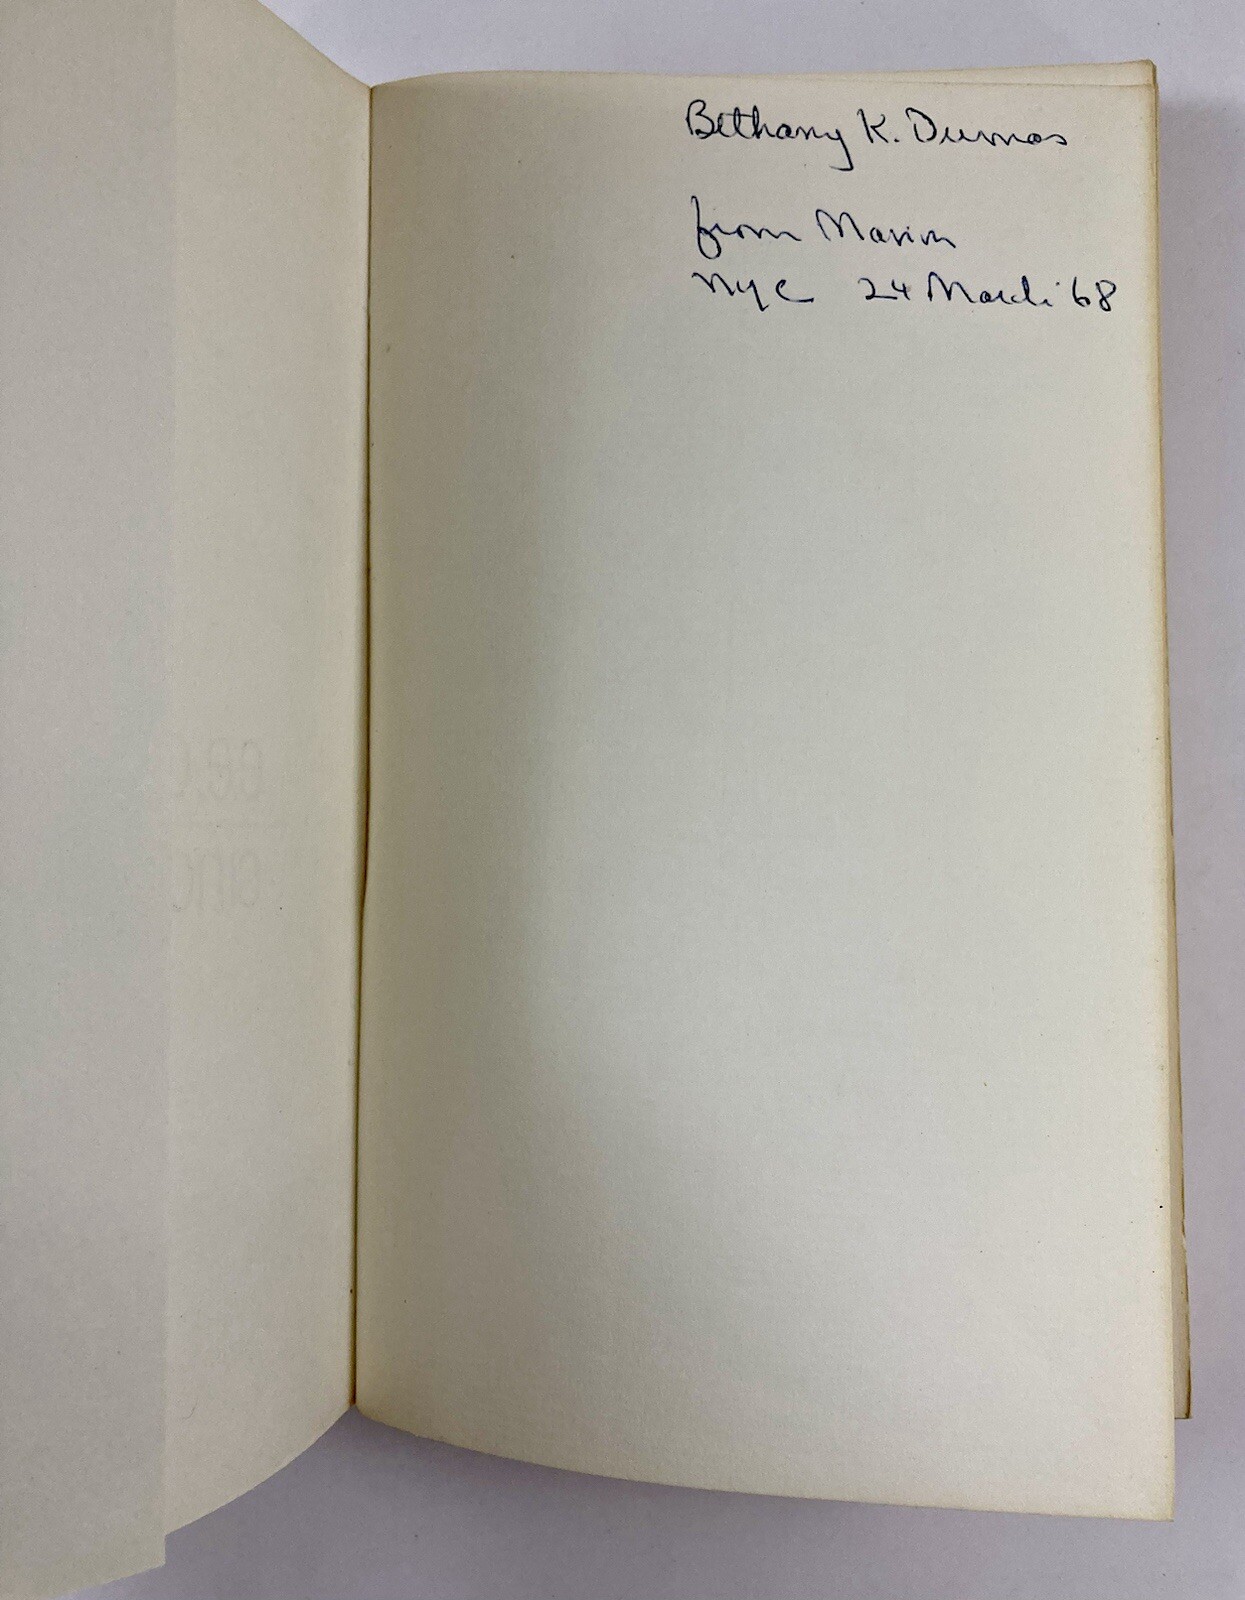 Bethany K. Dumas
from Marion
NYC 24 March '68